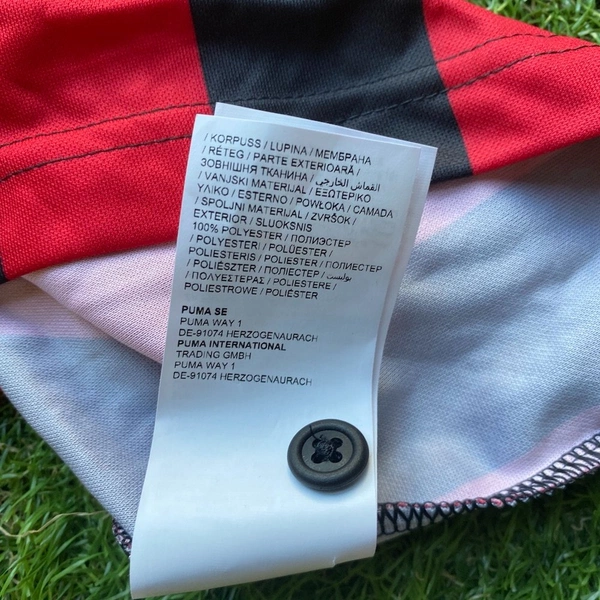 / KORPUSS / LUPINA / МЕМБРАНА
/ RÉTEG / PARTE EXTERIOARĂ /
ЗОВНІШНЯ ТКАНИНА / القماش الخارجي
/ VANJSKI MATERIJAL / ΕΞΩΤΕΡΙΚΟ
ΥΛΙΚΟ / ESTERNO / POWŁOKA / CAMADA
/ SPOLJNI MATERIJAL / ZVRŠOK /
EXTERIOR / SLUOKSNIS
100% POLYESTER / ПОЛИЭСТЕР
/ POLYESTERI / POLÜESTER /
POLIESTERIS / POLIESTER / ПОЛИЕСТЕР
/ POLIÉSZTER / ПОЛІЕСТЕР / بوليستر
/ ΠΟΛΥΕΣΤΕΡΑΣ / POLIESTERE /
POLIESTROWE / POLIÉSTER
PUMA SE
PUMA WAY 1
DE-91074 HERZOGENAURACH
PUMA INTERNATIONAL
TRADING GMBH
PUMA WAY 1
DE-91074 HERZOGENAURACH